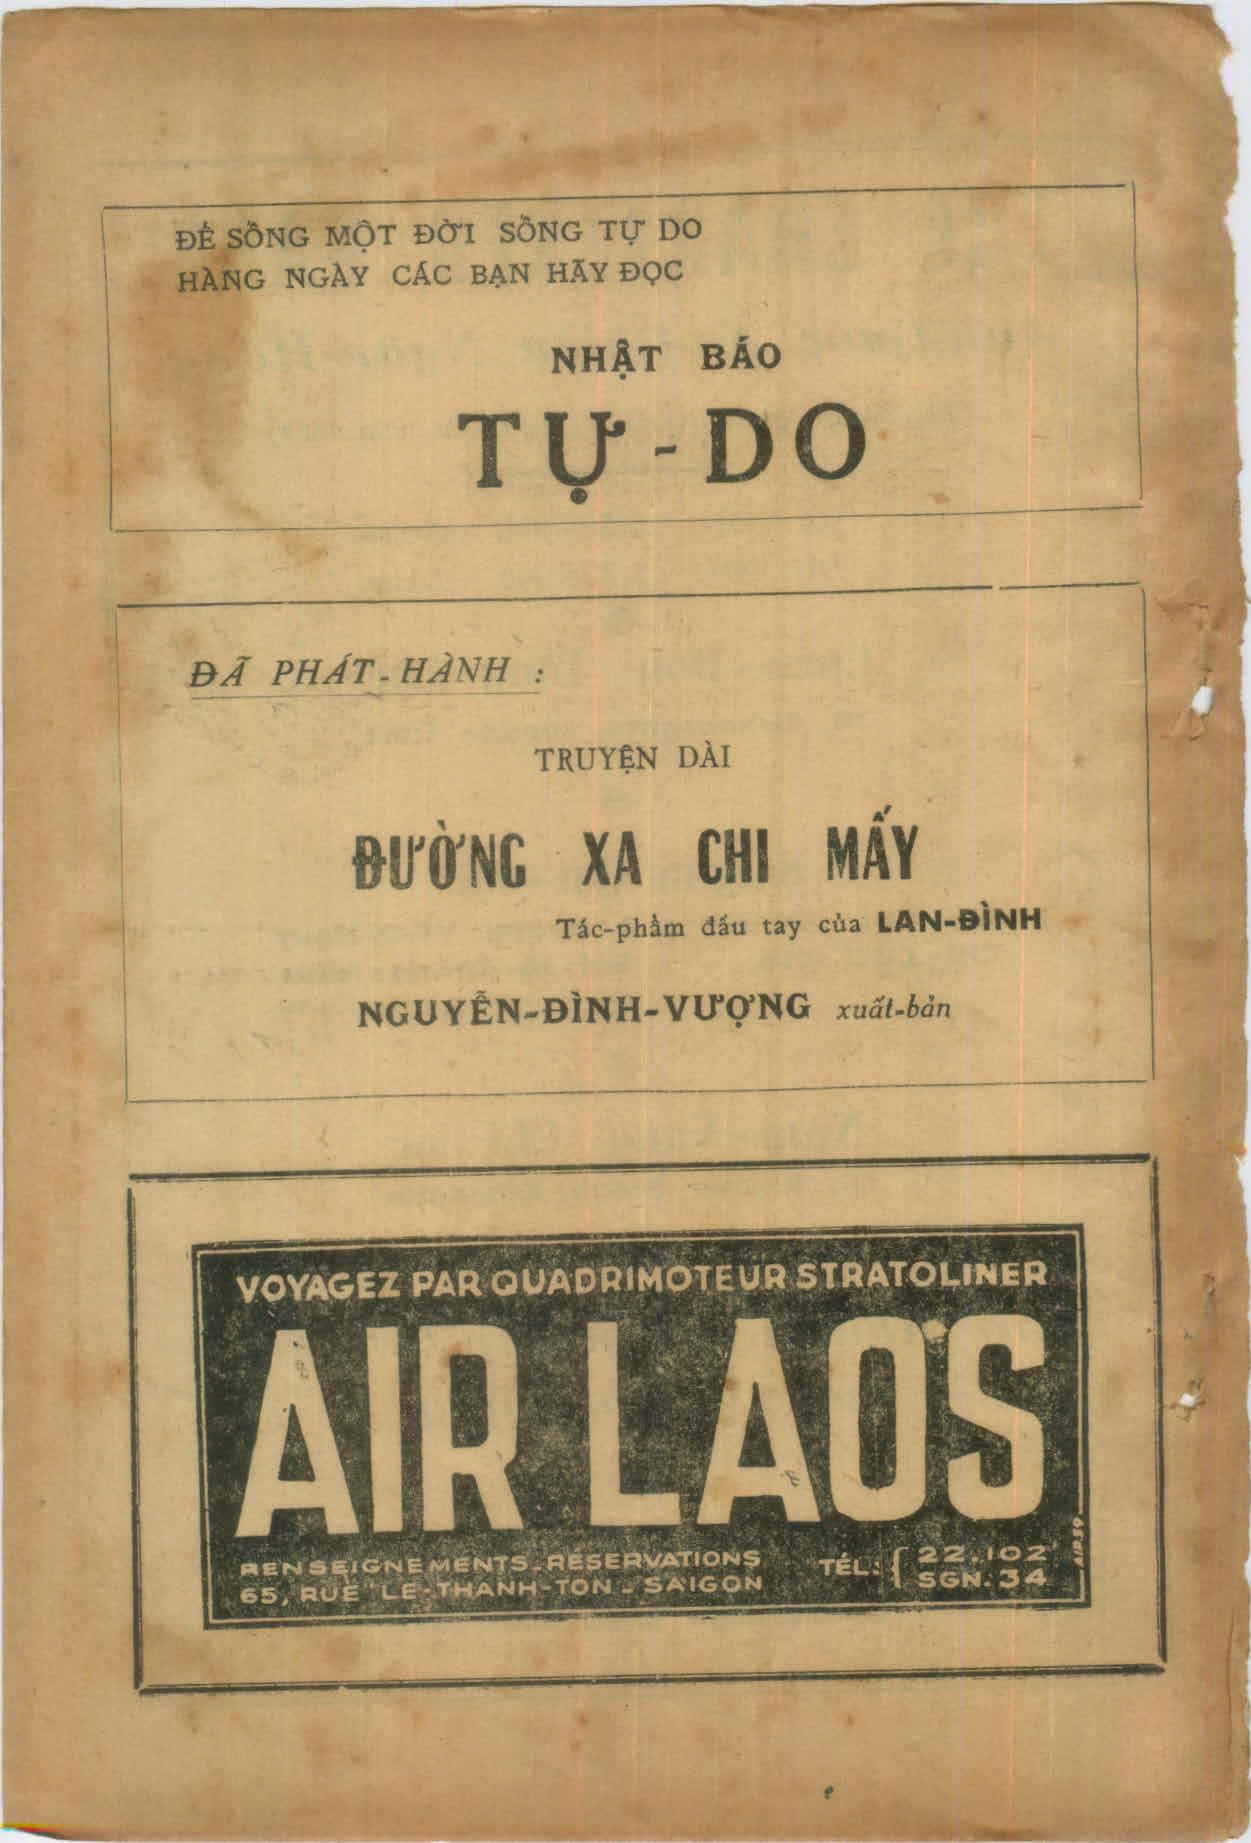 ĐỂ SỐNG MỘT ĐỜI SỐNG TỰ DO
HÀNG NGÀY CÁC BẠN HÃY ĐỌC
NHẬT BÁO
TỰ-DO
ĐÃ PHÁT-HÀNH :
TRUYỆN DÀI
ĐƯỜNG XA CHI MẤY
Tác-phẩm đầu tay của LAN-ĐÌNH
NGUYỄN-ĐÌNH-VƯỢNG xuất-bản
VOYAGEZ PAR QUADRIMOTEUR STRATOLINER
AIR LAOS
RENSEIGNEMENTS-RÉSERVATIONS
65, RUE LE-THANH-TON - SAIGON
TÉL: { 22.102
SGN. 34